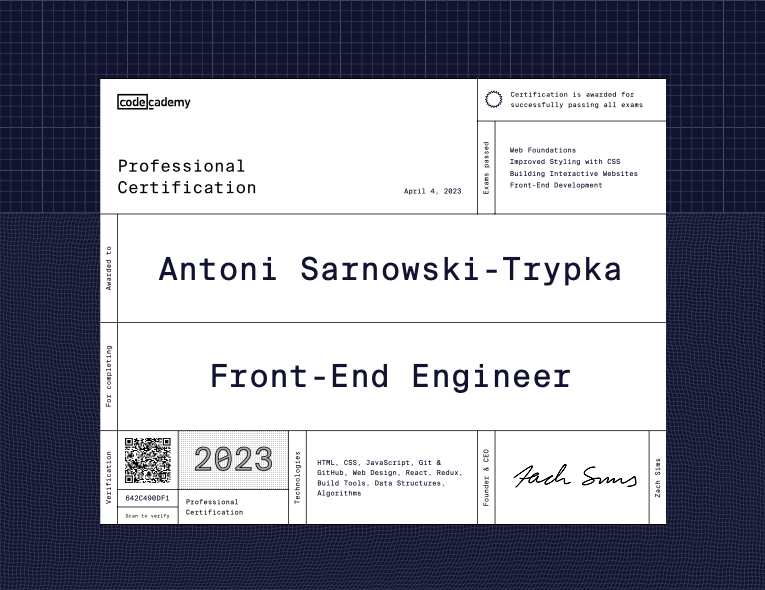 codecademy
Certification is awarded for
successfully passing all exams
Professional
Certification
April 4, 2023
Exams passed
Web Foundations
Improved Styling with CSS
Building Interactive Websites
Front-End Development
Awarded to
Antoni Sarnowski-Trypka
For completing
Front-End Engineer
Verification
642C490DF1
Scan to verify
2023
Professional
Certification
Technologies
HTML, CSS, JavaScript, Git &
GitHub, Web Design, React, Redux,
Build Tools, Data Structures,
Algorithms
Founder & CEO
Zach Sims
Zach Sims